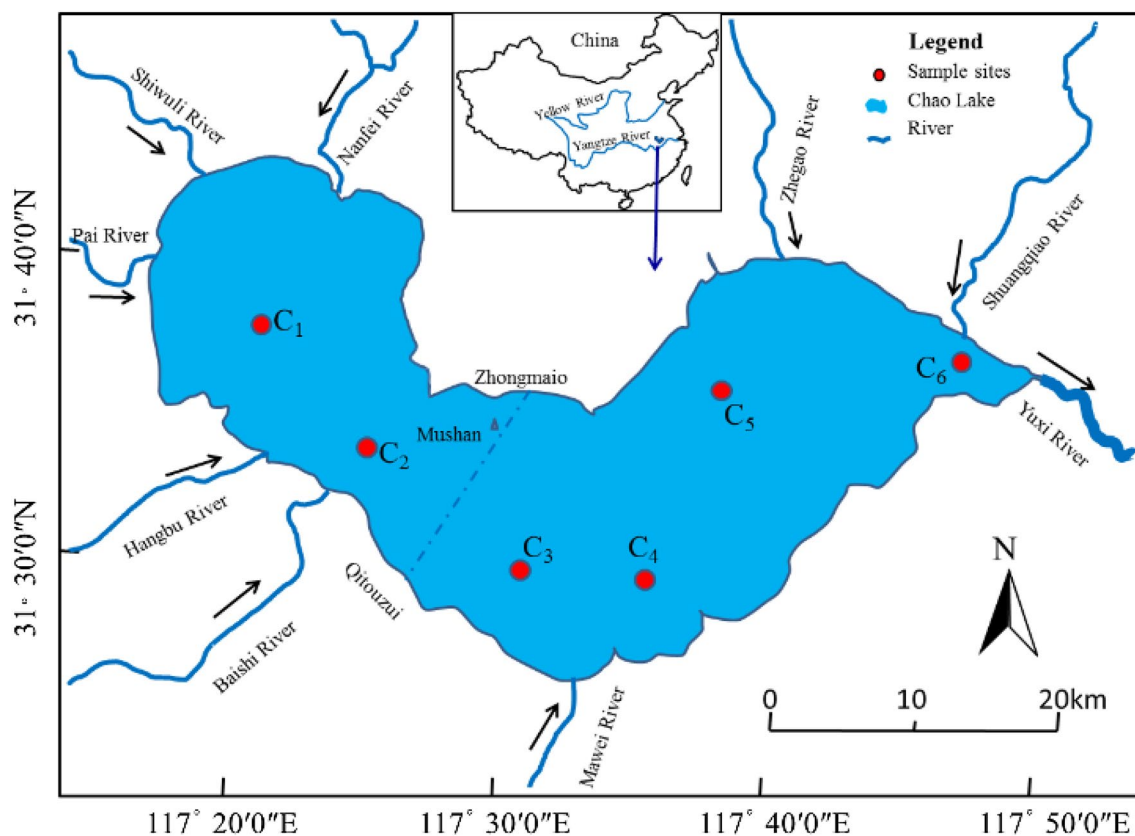 China
Yellow River
Yangtze River
Legend
Sample sites
Chao Lake
River
Shiwuli River
Nanfei River
Zhegao River
Shuangqiao River
Pai River
31° 40′0″N
C1
C6
Zhongmaio
C5
Yuxi River
Mushan
C2
Hangbu River
31° 30′0″N
C3
C4
N
Qitouzui
Baishi River
Mawei River
0 10 20km
117° 20′0″E 117° 30′0″E 117° 40′0″E 117° 50′0″E